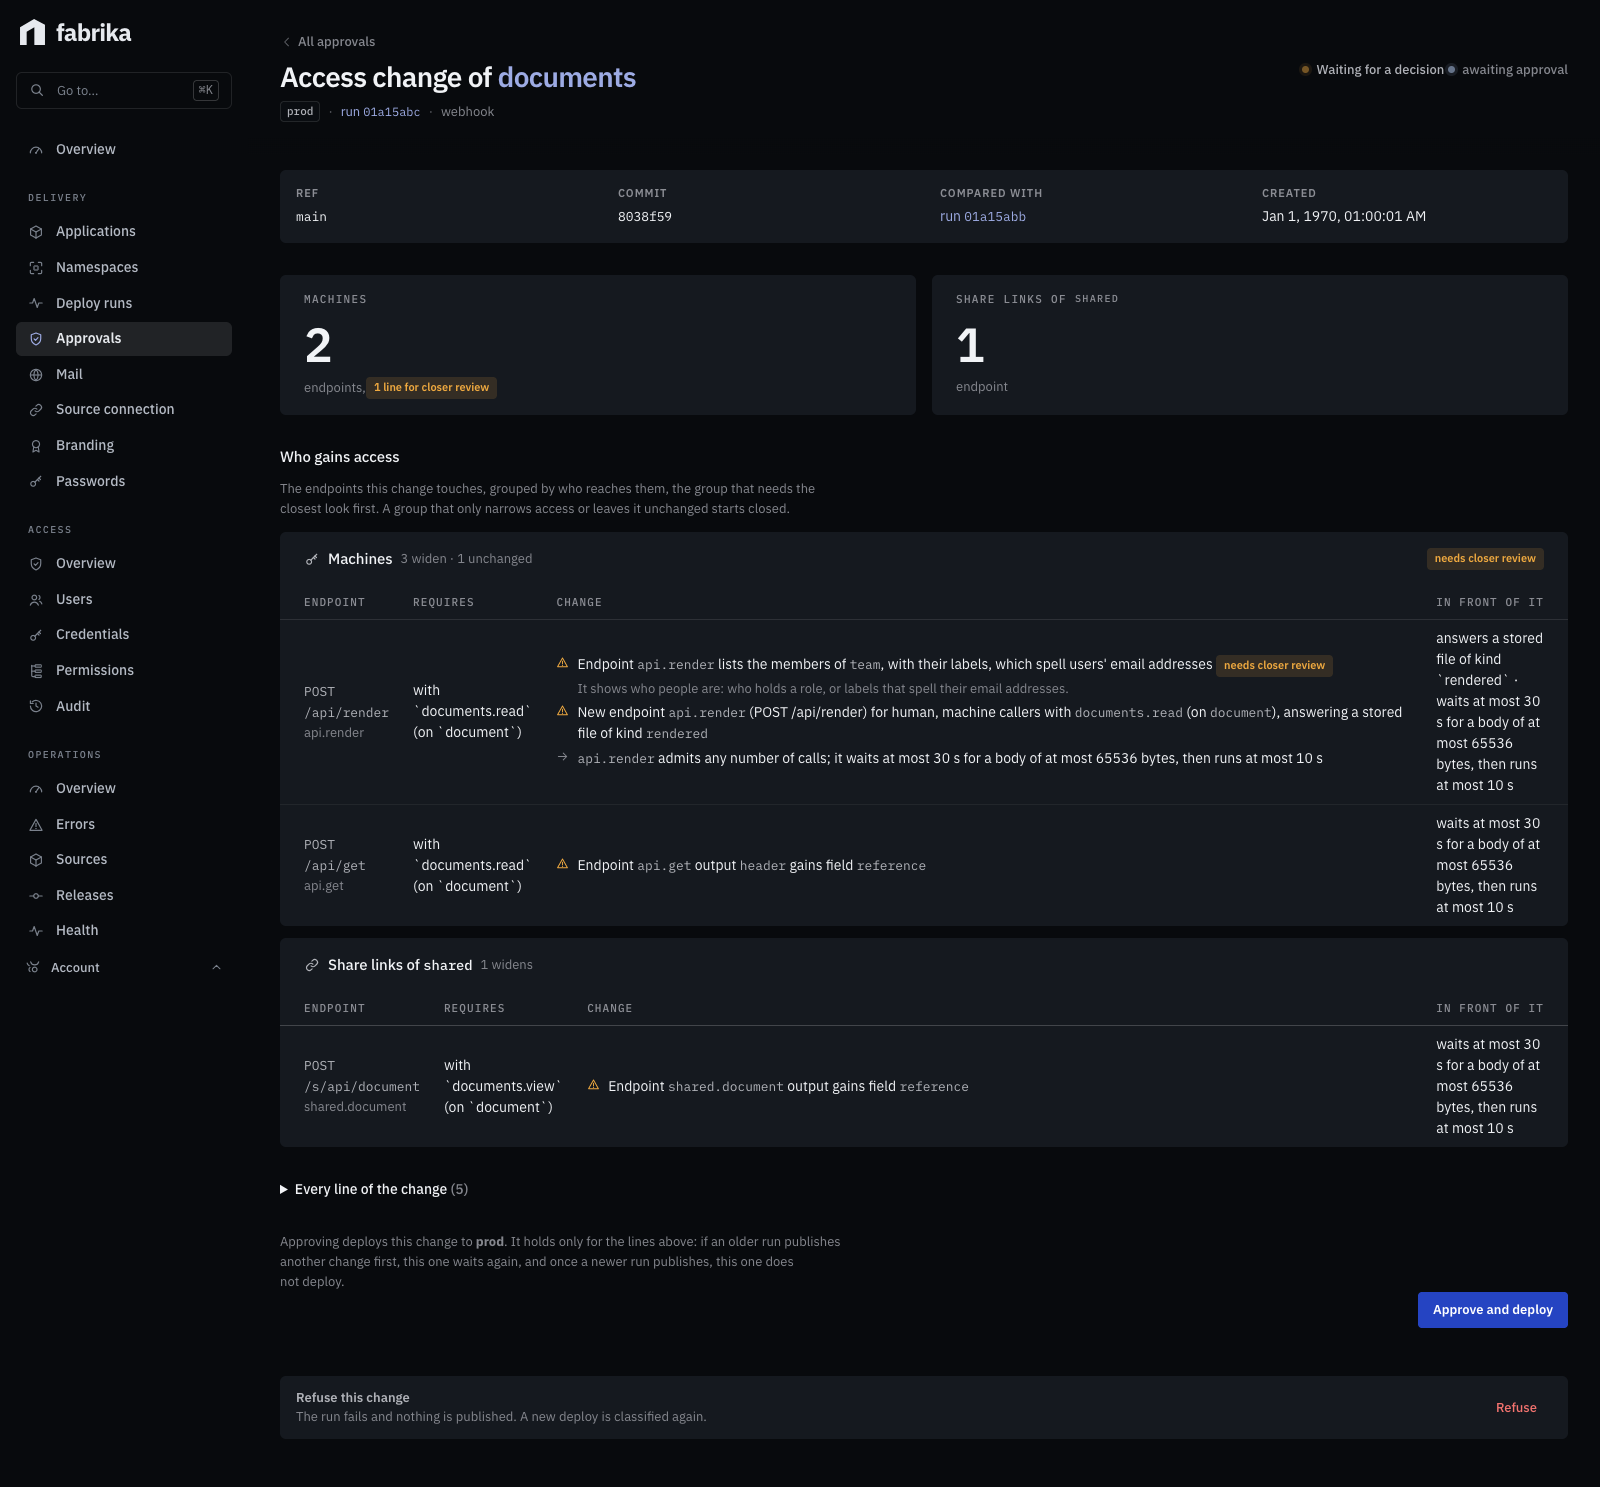 fabrika
Go to...
⌘K
Overview
DELIVERY
Applications
Namespaces
Deploy runs
Approvals
Mail
Source connection
Branding
Passwords
ACCESS
Overview
Users
Credentials
Permissions
Audit
OPERATIONS
Overview
Errors
Sources
Releases
Health
Account
All approvals
Access change of documents
Waiting for a decision awaiting approval
prod · run 01a15abc · webhook
REF
main
COMMIT
8038f59
COMPARED WITH
run 01a15abb
CREATED
Jan 1, 1970, 01:00:01 AM
MACHINES
2
endpoints, 1 line for closer review
SHARE LINKS OF SHARED
1
endpoint
Who gains access
The endpoints this change touches, grouped by who reaches them, the group that needs the
closest look first. A group that only narrows access or leaves it unchanged starts closed.
Machines 3 widen · 1 unchanged
needs closer review
ENDPOINT REQUIRES CHANGE IN FRONT OF IT
POST
/api/render
api.render
with
`documents.read`
(on `document`)
Endpoint api.render lists the members of team, with their labels, which spell users' email addresses needs closer review
It shows who people are: who holds a role, or labels that spell their email addresses.
New endpoint api.render (POST /api/render) for human, machine callers with documents.read (on document), answering a stored
file of kind rendered
→ api.render admits any number of calls; it waits at most 30 s for a body of at most 65536 bytes, then runs at most 10 s
answers a stored
file of kind
`rendered` ·
waits at most 30
s for a body of at
most 65536
bytes, then runs
at most 10 s
POST
/api/get
api.get
with
`documents.read`
(on `document`)
Endpoint api.get output header gains field reference
waits at most 30
s for a body of at
most 65536
bytes, then runs
at most 10 s
Share links of shared 1 widens
ENDPOINT REQUIRES CHANGE IN FRONT OF IT
POST
/s/api/document
shared.document
with
`documents.view`
(on `document`)
Endpoint shared.document output gains field reference
waits at most 30
s for a body of at
most 65536
bytes, then runs
at most 10 s
Every line of the change (5)
Approving deploys this change to prod. It holds only for the lines above: if an older run publishes
another change first, this one waits again, and once a newer run publishes, this one does
not deploy.
Approve and deploy
Refuse this change
The run fails and nothing is published. A new deploy is classified again.
Refuse